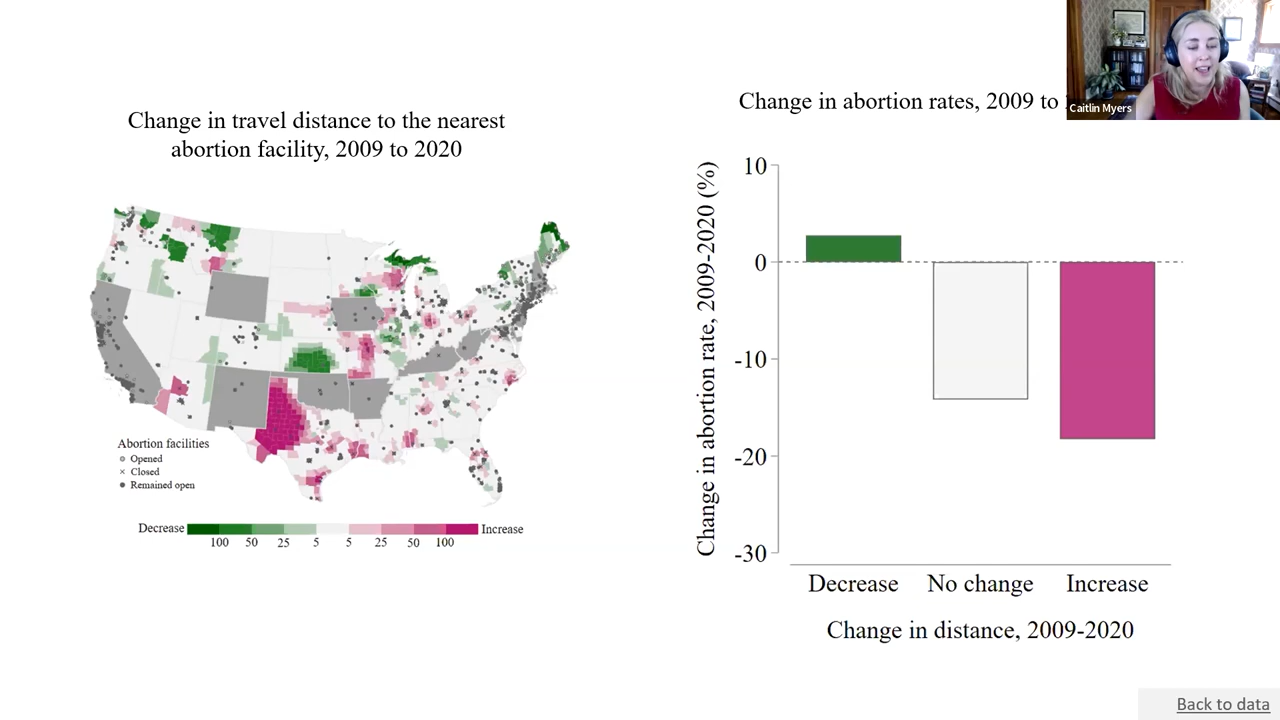 Change in travel distance to the nearest
abortion facility, 2009 to 2020
Abortion facilities
Opened
Closed
Remained open
Decrease
Increase
100 50 25 5 5 25 50 100
Change in abortion rates, 2009 to
Caitlin Myers
Change in abortion rate, 2009-2020 (%)
10
0
-10
-20
-30
Decrease No change Increase
Change in distance, 2009-2020
Back to data